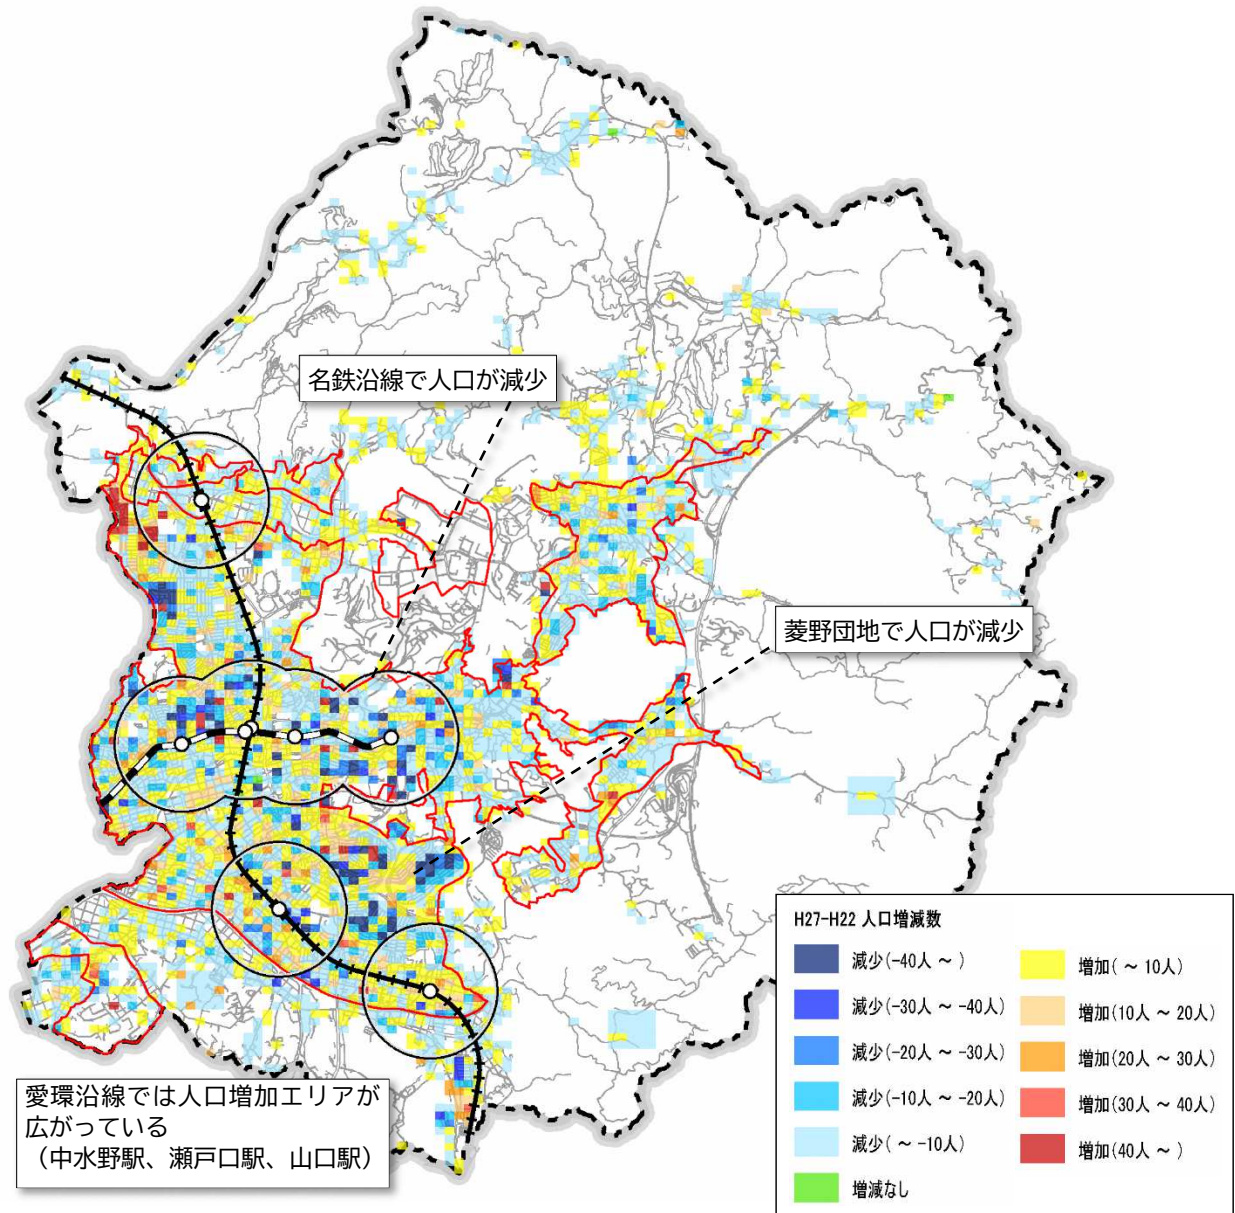 名鉄沿線で人口が減少
菱野団地で人口が減少
愛環沿線では人口増加エリアが
広がっている
（中水野駅、瀬戸口駅、山口駅）
H27-H22 人口増減数
減少(-40人 ～ )
減少(-30人 ～ -40人)
減少(-20人 ～ -30人)
減少(-10人 ～ -20人)
減少( ～ -10人)
増減なし
増加( ～ 10人)
増加(10人 ～ 20人)
増加(20人 ～ 30人)
増加(30人 ～ 40人)
増加(40人 ～ )